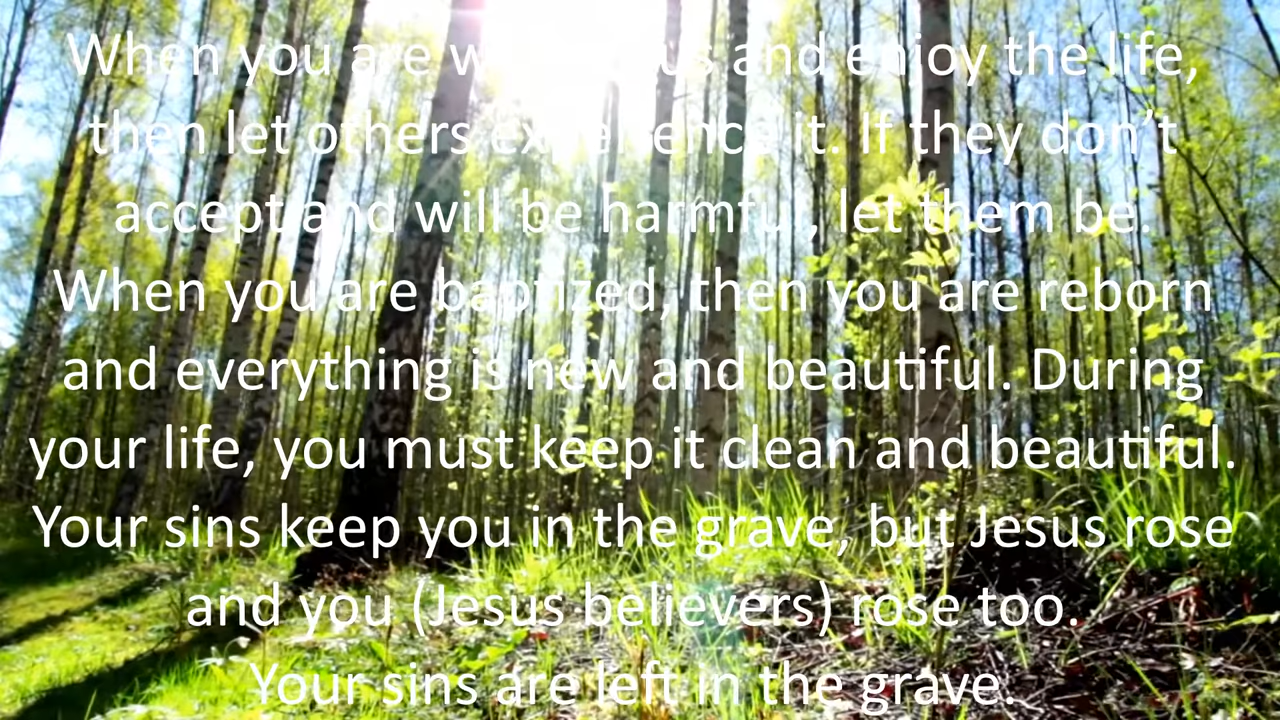 When you are with Jesus and enjoy the life,
then let others experience it. If they don’t
accept and will be harmful, let them be.
When you are baptized, then you are reborn
and everything is new and beautiful. During
your life, you must keep it clean and beautiful.
Your sins keep you in the grave, but Jesus rose
and you (Jesus believers) rose too.
Your sins are left in the grave.